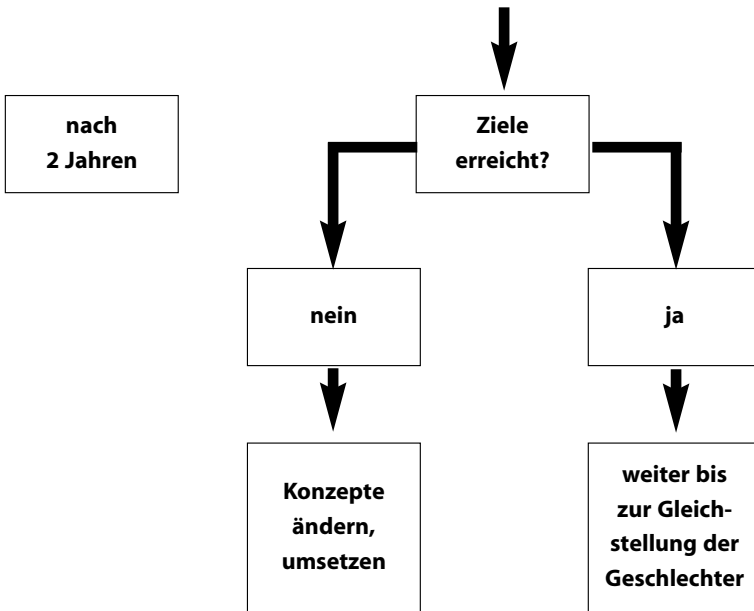 nach
2 Jahren
Ziele
erreicht?
nein
ja
Konzepte
ändern,
umsetzen
weiter bis
zur Gleich-
stellung der
Geschlechter